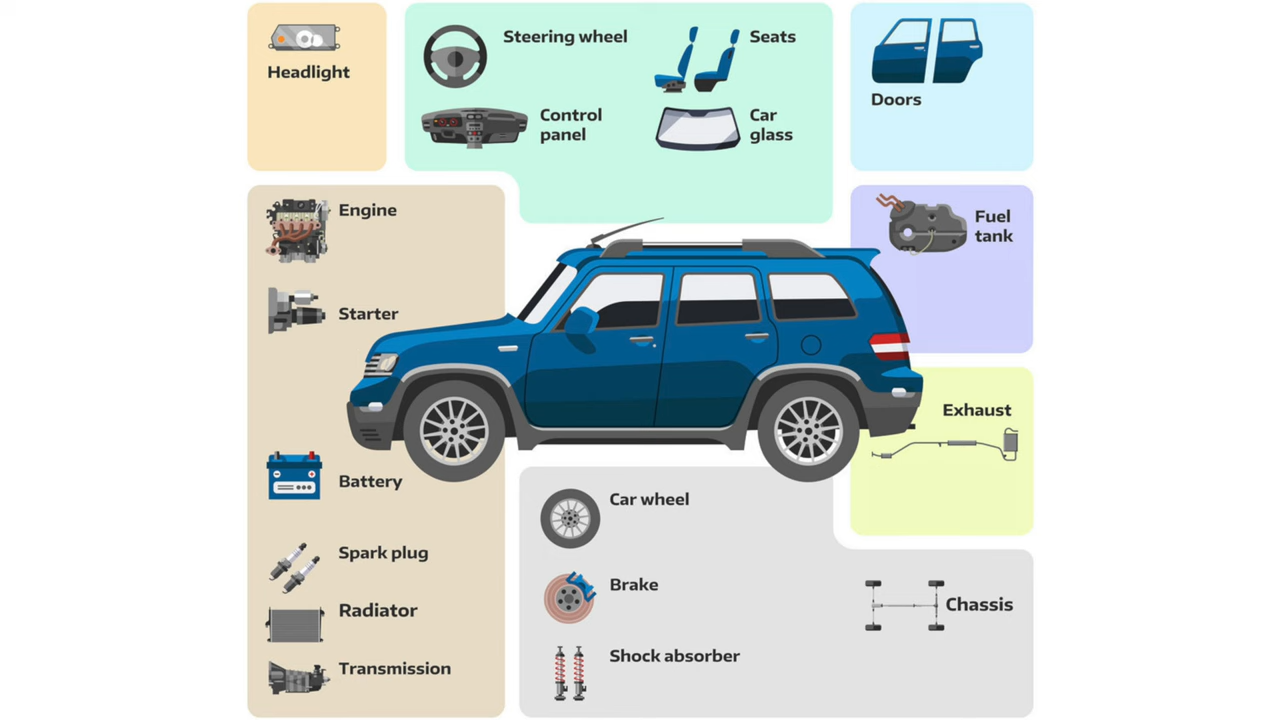 Headlight
Steering wheel
Seats
Control
panel
Car
glass
Doors
Engine
Starter
Battery
Spark plug
Radiator
Transmission
Fuel
tank
Exhaust
Car wheel
Brake
Shock absorber
Chassis